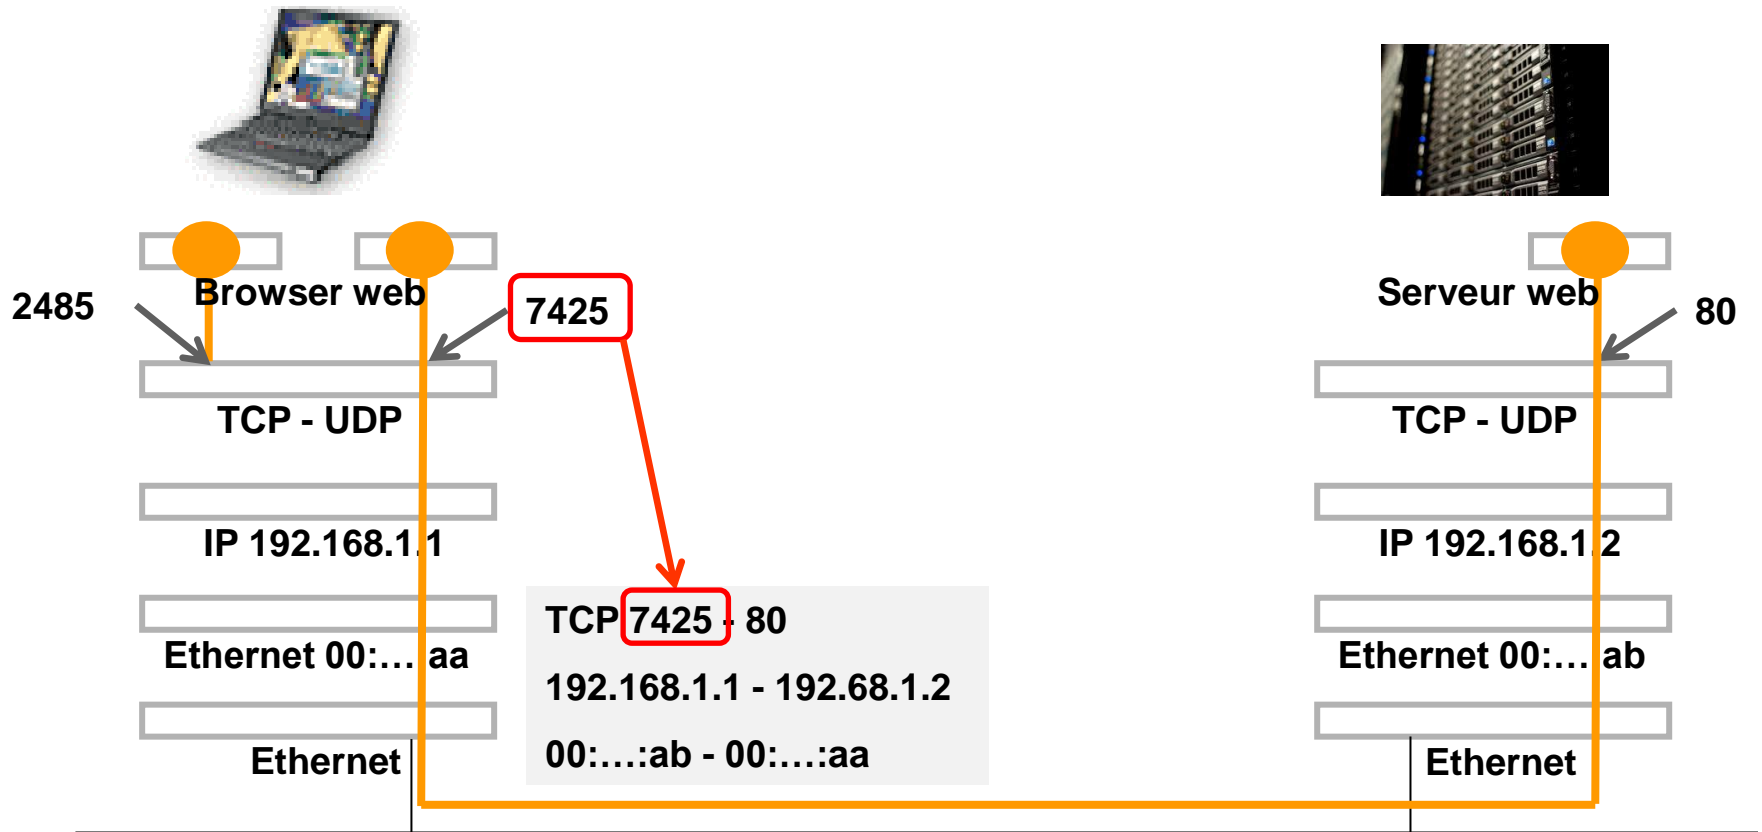 Browser web
Serveur web
2485
7425
80
TCP - UDP
TCP - UDP
IP 192.168.1.1
IP 192.168.1.2
TCP 7425 - 80
Ethernet 00:… aa
Ethernet 00:… ab
192.168.1.1 - 192.68.1.2
00:…:ab - 00:…:aa
Ethernet
Ethernet